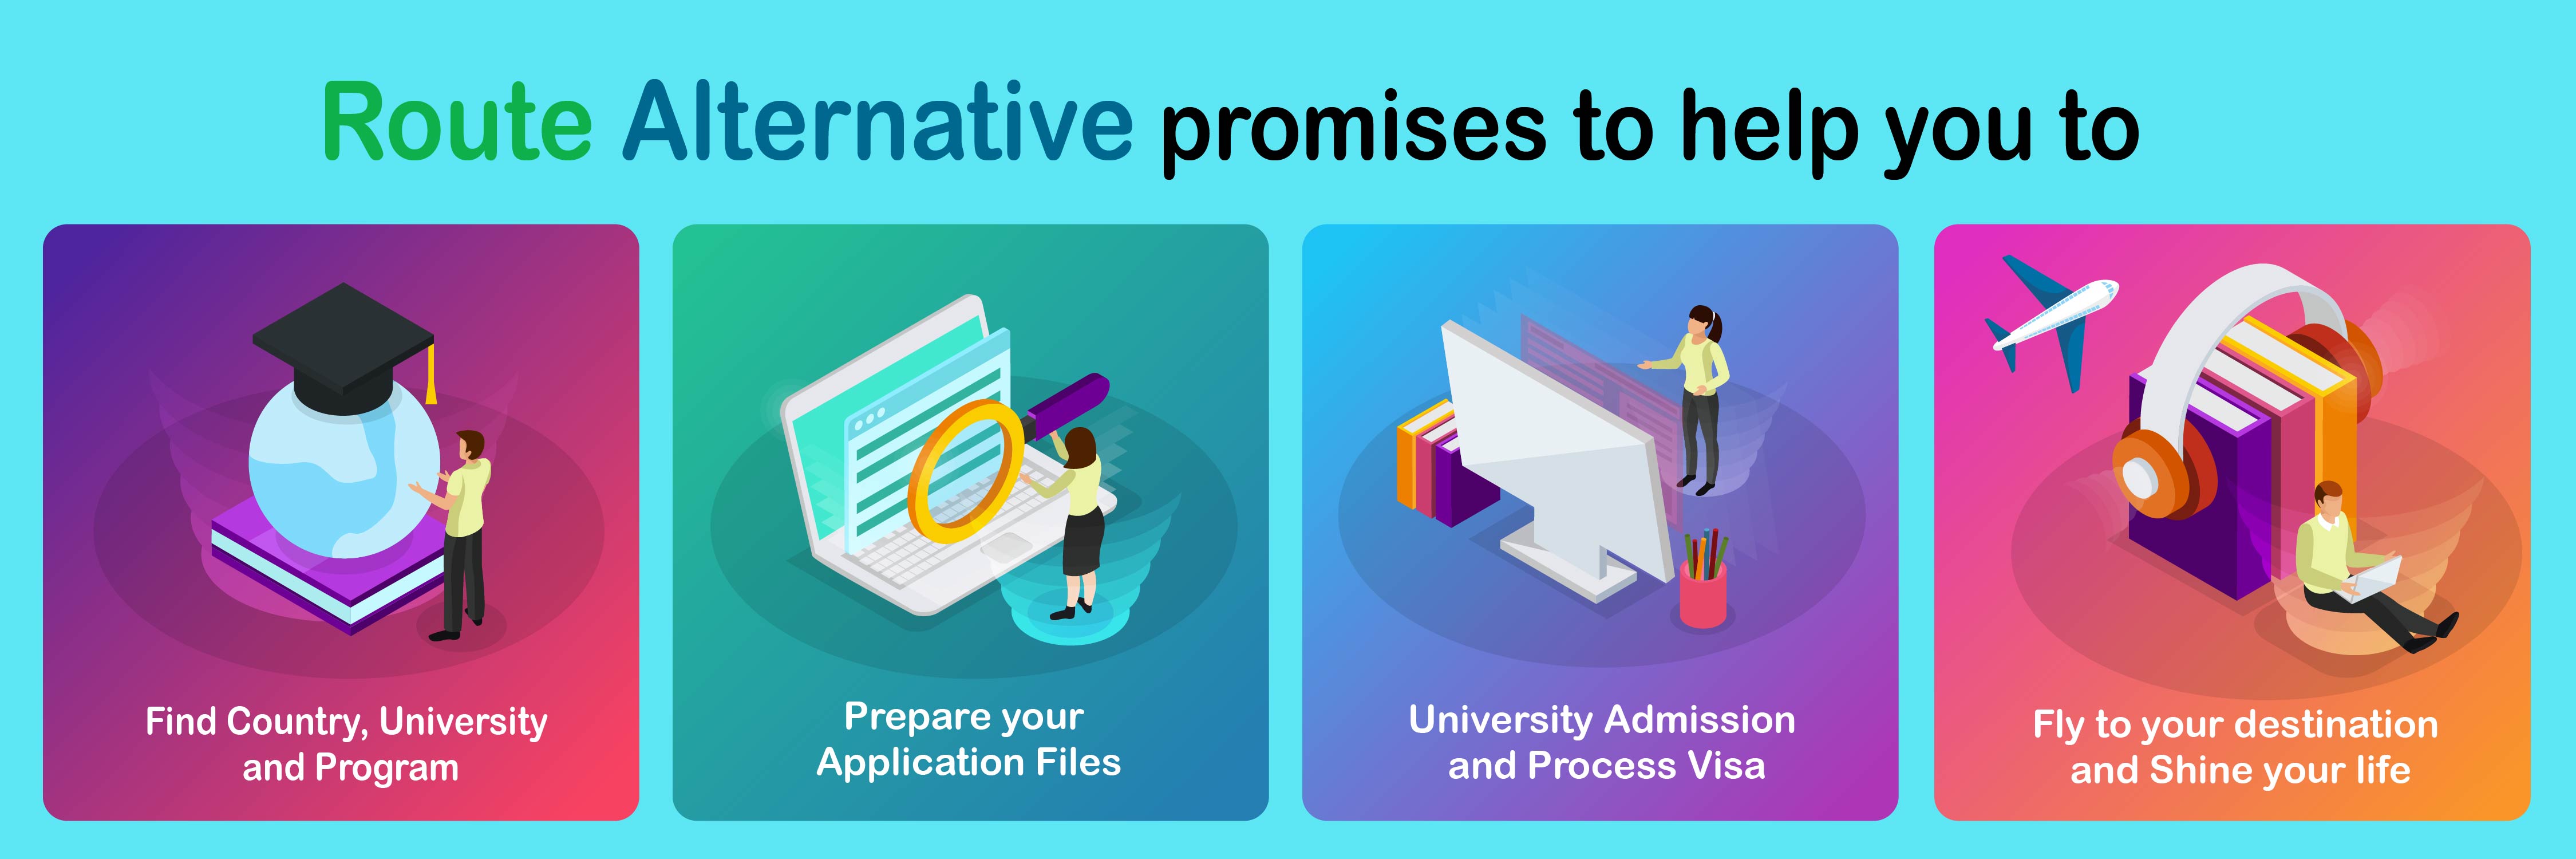 Route Alternative promises to help you to
Find Country, University
and Program
Prepare your
Application Files
University Admission
and Process Visa
Fly to your destination
and Shine your life